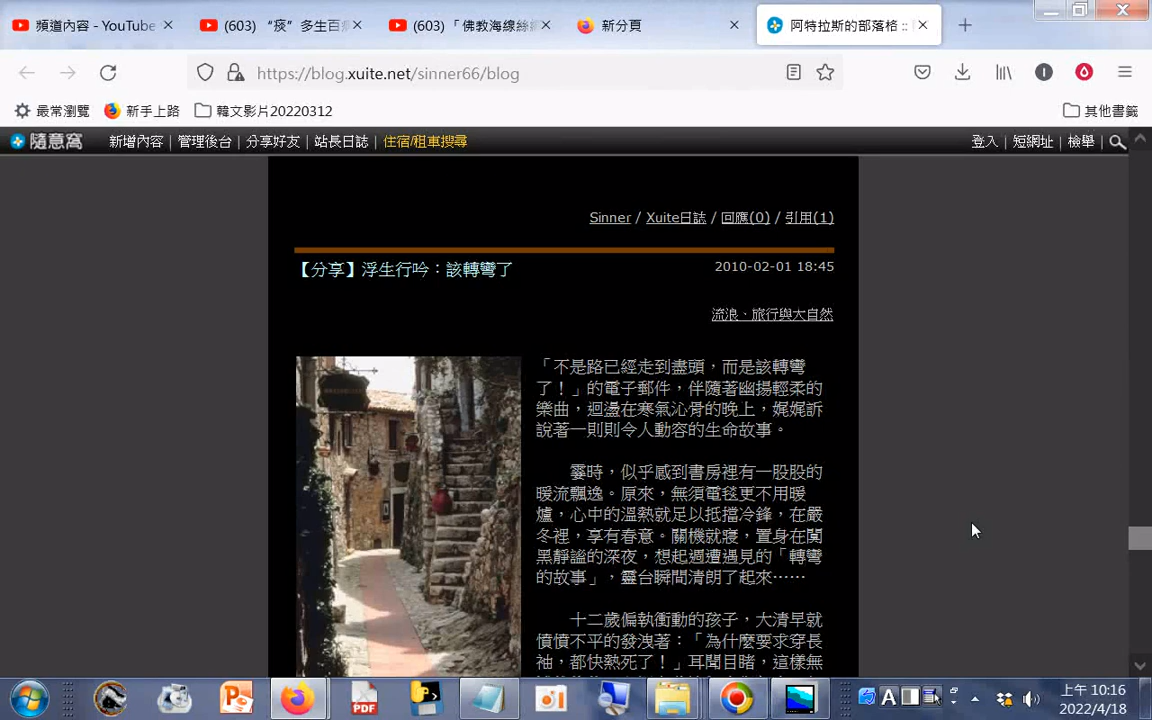 頻道內容 - YouTube
(603) “痰” 多生百病
(603)「 佛教海線絲綢
新分頁
阿特拉斯的部落格 ::
https://blog.xuite.net/sinner66/blog
最常瀏覽
新手上路
韓文影片20220312
其他書籤
隨意窩
新增內容 | 管理後台 | 分享好友 | 站長日誌 | 住宿/租車搜尋
登入 | 短網址 | 檢舉 |
Sinner / Xuite日誌 / 回應(0) / 引用(1)
【分享】浮生行吟：該轉彎了
2010-02-01 18:45
流浪、旅行與大自然
「不是路已經走到盡頭，而是該轉彎
了！」的電子郵件，伴隨著幽揚輕柔的
樂曲，迴盪在寒氣沁骨的晚上，娓娓訴
說著一則則令人動容的生命故事。
霎時，似乎感到書房裡有一股股的
暖流飄逸。原來，無須電毯更不用暖
爐，心中的溫熱就足以抵擋冷鋒，在嚴
冬裡，享有春意。關機就寢，置身在闃
黑靜謐的深夜，想起週遭遇見的「轉彎
的故事」，靈台瞬間清朗了起來……
十二歲偏執衝動的孩子，大清早就
憤憤不平的發洩著：「為什麼要求穿長
袖，都快熱死了！」耳聞目睹，這樣無
PDF
A
上午 10:16
2022/4/18